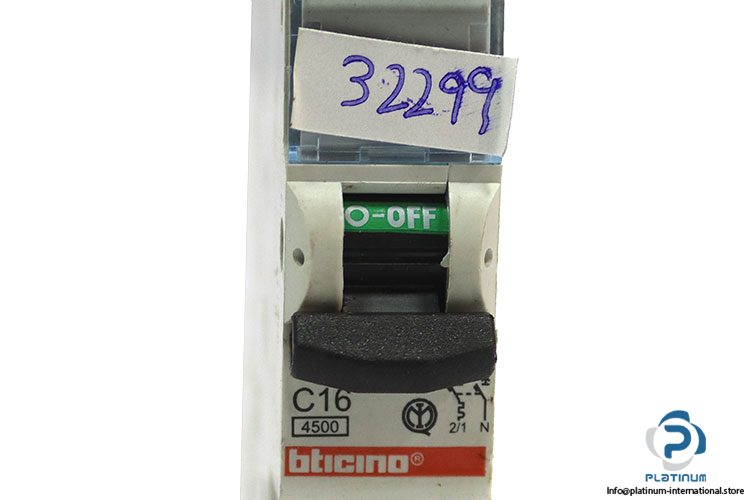 32299
O-OFF
C16
4500
2/1 N
bticino®
PLATINUM
Info@platinum-international.store